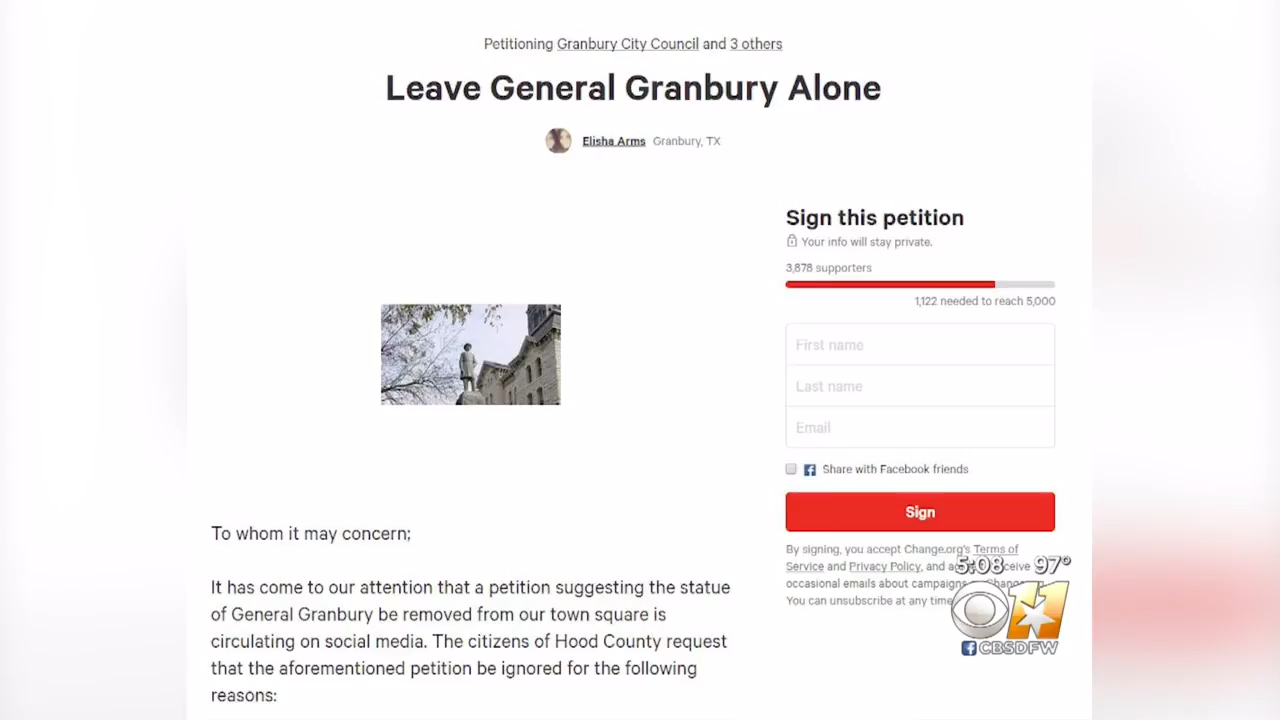 Petitioning Granbury City Council and 3 others
Leave General Granbury Alone
Elisha Arms Granbury, TX
Sign this petition
Your info will stay private.
3,878 supporters
1,122 needed to reach 5,000
First name
Last name
Email
Share with Facebook friends
Sign
By signing, you accept Change.org's Terms of
Service and Privacy Policy, and
occasional emails about campaigns
You can unsubscribe at any time
To whom it may concern;
It has come to our attention that a petition suggesting the statue
of General Granbury be removed from our town square is
circulating on social media. The citizens of Hood County request
that the aforementioned petition be ignored for the following
reasons:
5:08 97°
11
CBSDFW